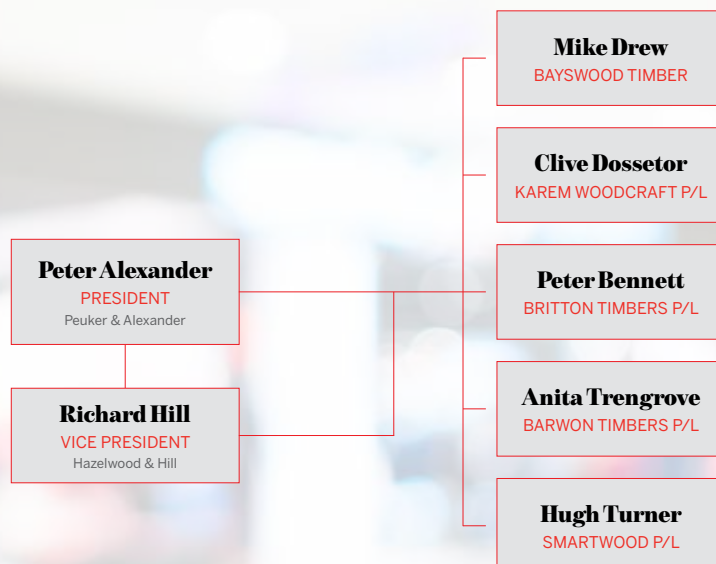 Mike Drew
BAYSWOOD TIMBER
Clive Dossetor
KAREM WOODCRAFT P/L
Peter Alexander
PRESIDENT
Peuker & Alexander
Peter Bennett
BRITTON TIMBERS P/L
Richard Hill
VICE PRESIDENT
Hazelwood & Hill
Anita Trengrove
BARWON TIMBERS P/L
Hugh Turner
SMARTWOOD P/L